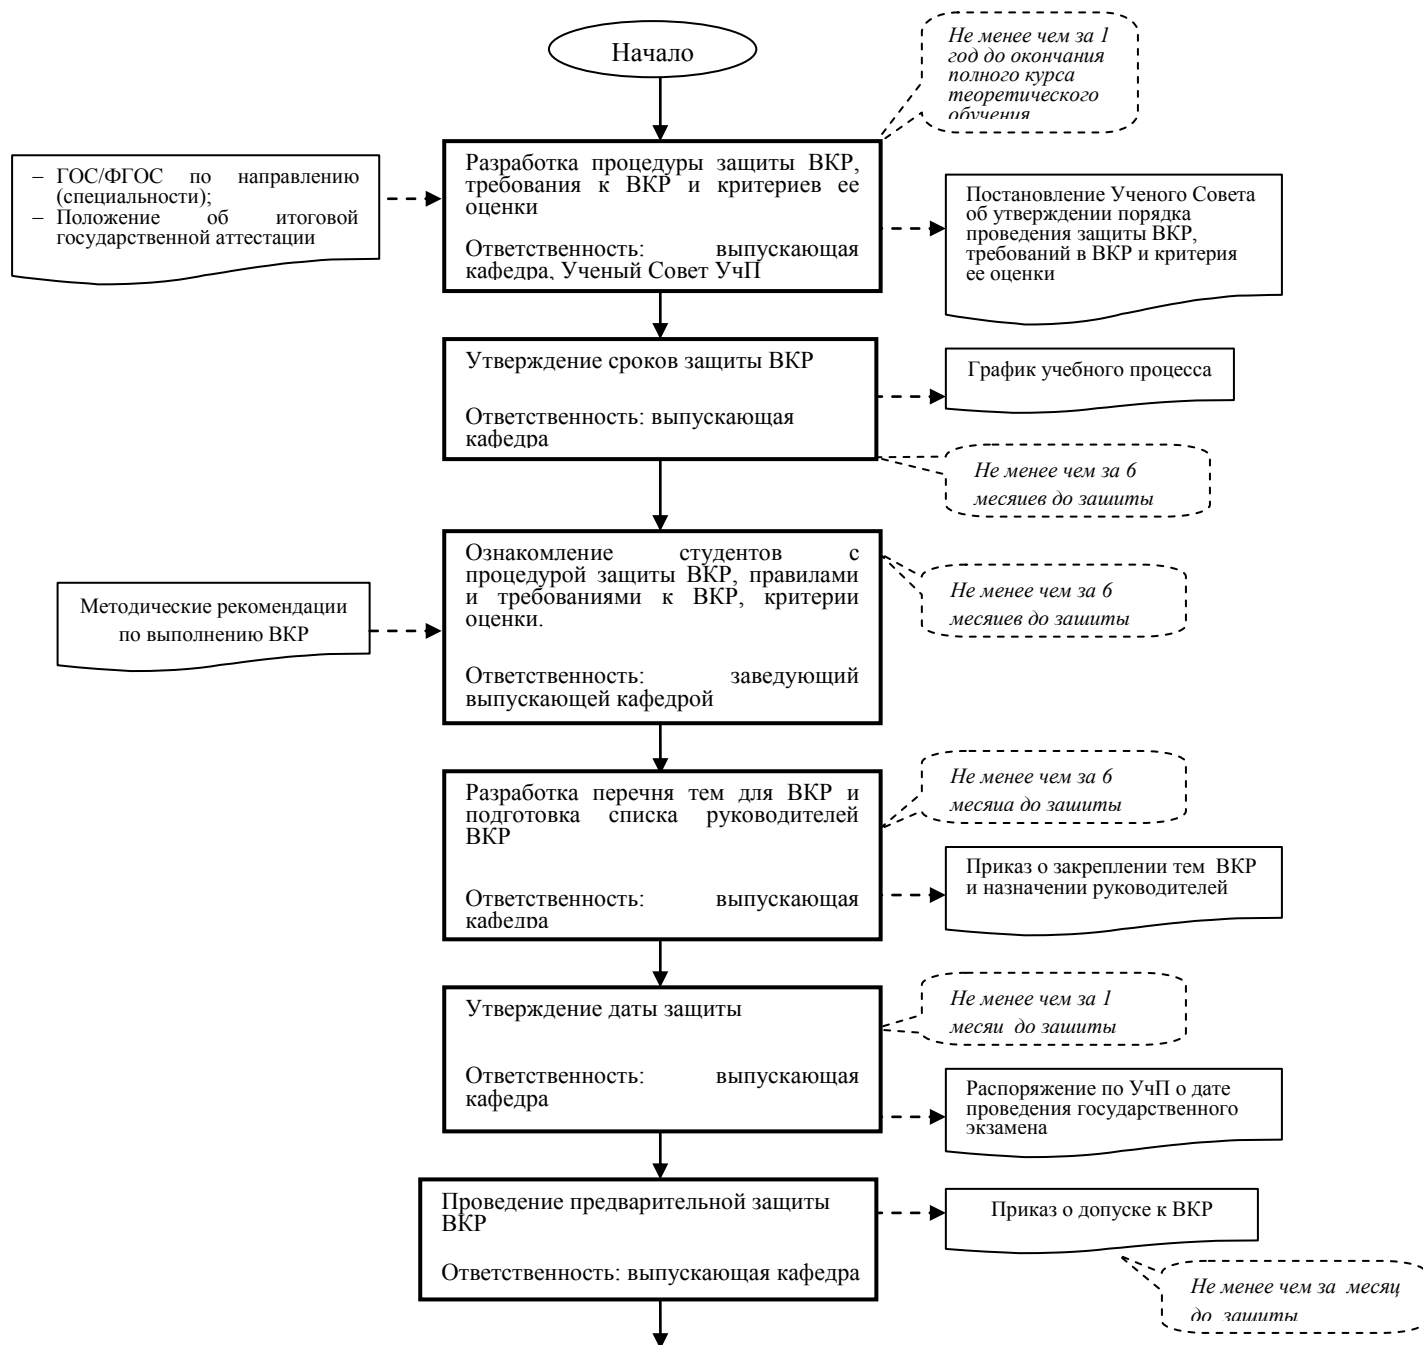 Начало
Не менее чем за 1
год до окончания
полного курса
теоретического
обучения
– ГОС/ФГОС по направлению
(специальности);
– Положение об итоговой
государственной аттестации
Разработка процедуры защиты ВКР,
требования к ВКР и критериев ее
оценки
Ответственность: выпускающая
кафедра, Ученый Совет УчП
Постановление Ученого Совета
об утверждении порядка
проведения защиты ВКР,
требований в ВКР и критерия
ее оценки
Утверждение сроков защиты ВКР
Ответственность: выпускающая
кафедра
График учебного процесса
Не менее чем за 6
месяцев до защиты
Ознакомление студентов с
процедурой защиты ВКР, правилами
и требованиями к ВКР, критерии
оценки.
Ответственность: заведующий
выпускающей кафедрой
Не менее чем за 6
месяцев до защиты
Методические рекомендации
по выполнению ВКР
Разработка перечня тем для ВКР и
подготовка списка руководителей
ВКР
Ответственность: выпускающая
кафедра
Не менее чем за 6
месяца до защиты
Приказ о закреплении тем ВКР
и назначении руководителей
Утверждение даты защиты
Ответственность: выпускающая
кафедра
Не менее чем за 1
месяц до защиты
Распоряжение по УчП о дате
проведения государственного
экзамена
Проведение предварительной защиты
ВКР
Ответственность: выпускающая кафедра
Приказ о допуске к ВКР
Не менее чем за месяц
до защиты